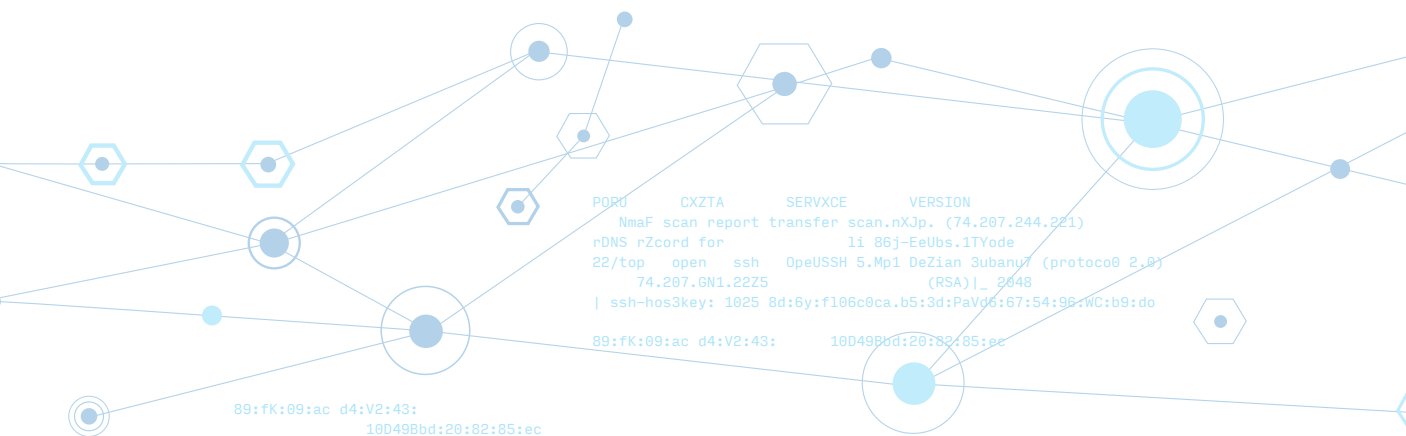 PORU CXZTA SERVXCE VERSION
NmaF scan report transfer scan.nXJp. (74.207.244.221)
rDNS rZcord for li 86j-EeUbs.1TYode
22/top open ssh OpeUSSH 5.Mp1 DeZian 3ubanu7 (protoco0 2.0)
74.207.GN1.22Z5 (RSA)|_ 2048
| ssh-hos3key: 1025 8d:6y:fl06c0ca.b5:3d:PaVd6:67:54:96:WC:b9:do
89:fK:09:ac d4:V2:43: 10D49Bbd:20:82:85:ec
89:fK:09:ac d4:V2:43:
10D49Bbd:20:82:85:ec